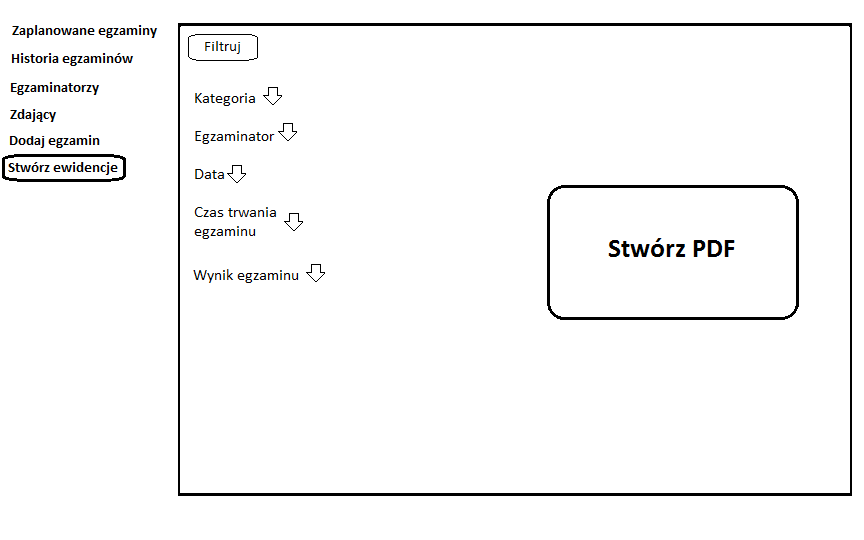 Zaplanowane egzaminy
Historia egzaminów
Egzaminatorzy
Zdający
Dodaj egzamin
Stwórz ewidencje
Filtruj
Kategoria
Egzaminator
Data
Czas trwania
egzaminu
Wynik egzaminu
Stwórz PDF